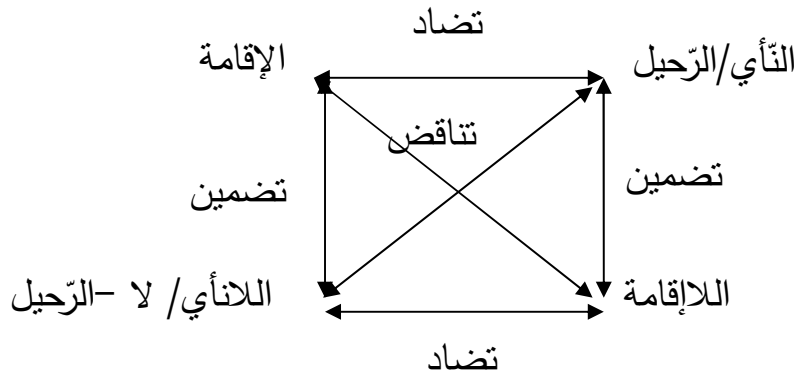 تضاد
النّأي/الرّحيل
الإقامة
تناقض
تضمين
تضمين
اللاإقامة
اللانأي/ لا –الرّحيل
تضاد